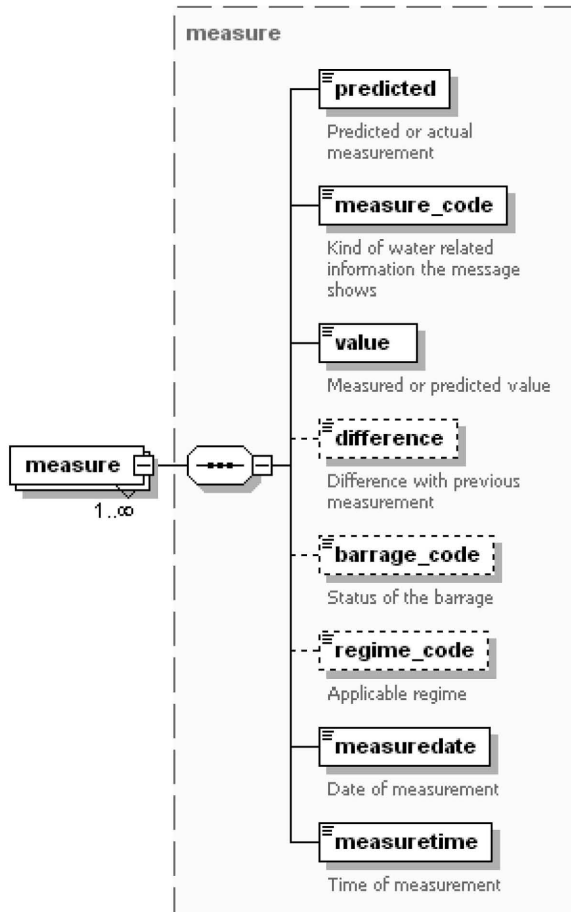 measure
predicted
Predicted or actual
measurement
measure_code
Kind of water related
information the message
shows
value
Measured or predicted value
difference
Difference with previous
measurement
measure
1..∞
barrage_code
Status of the barrage
regime_code
Applicable regime
measuredate
Date of measurement
measuretime
Time of measurement